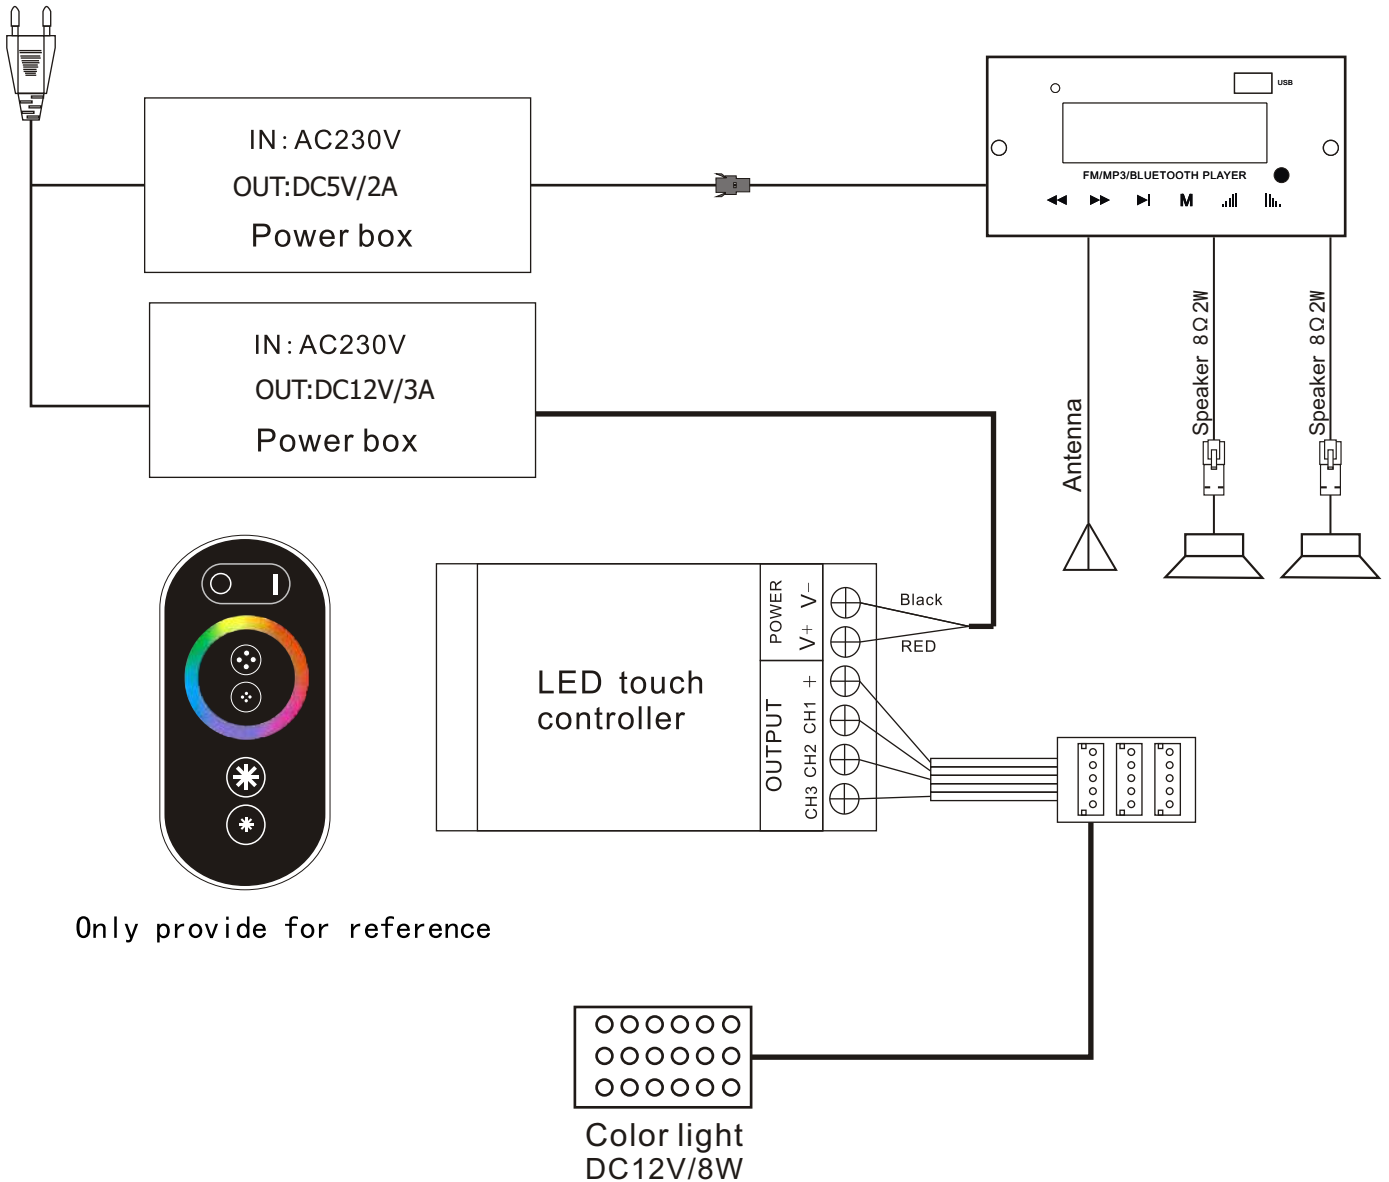 IN: AC230V
OUT:DC5V/2A
Power box
USB
FM/MP3/BLUETOOTH PLAYER
M
IN: AC230V
OUT:DC12V/3A
Power box
Antenna
Speaker 8Ω2W
Speaker 8Ω2W
LED touch
controller
POWER
V-
V+
OUTPUT
+
CH1
CH2
CH3
Black
RED
Only provide for reference
Color light
DC12V/8W